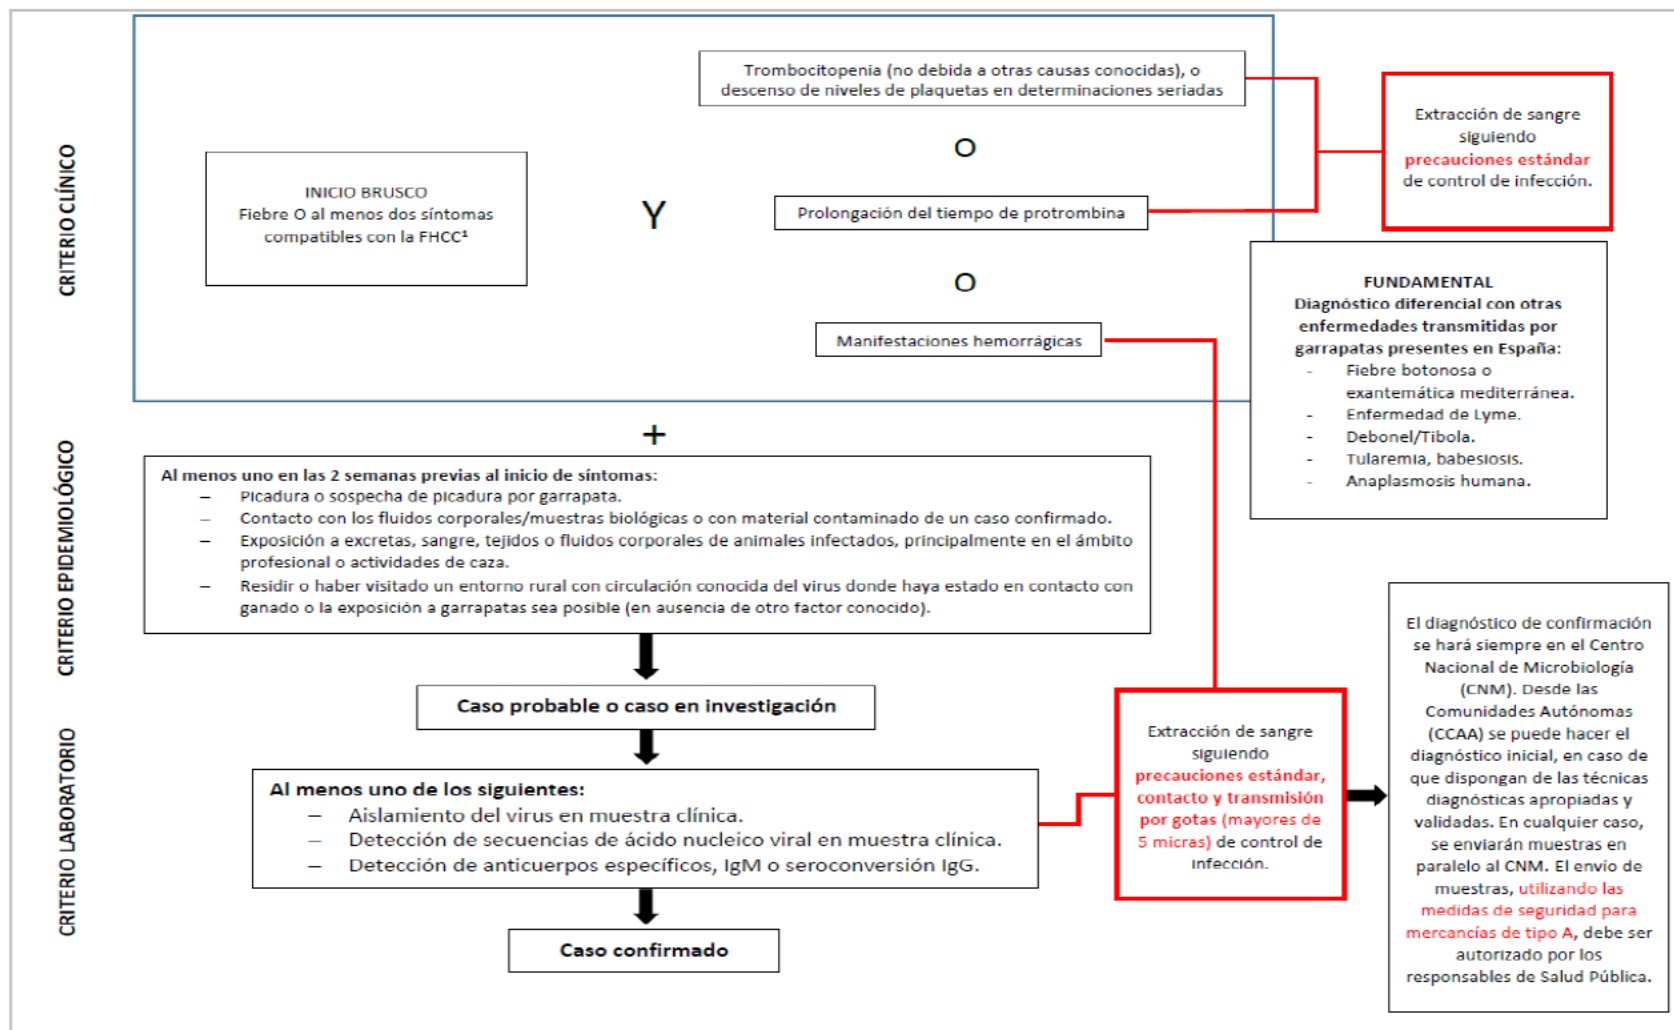 CRITERIO CLÍNICO
INICIO BRUSCO
Fiebre O al menos dos síntomas
compatibles con la FHCC¹
Y
Trombocitopenia (no debida a otras causas conocidas), o
descenso de niveles de plaquetas en determinaciones seriadas
O
Prolongación del tiempo de protrombina
O
Manifestaciones hemorrágicas
Extracción de sangre
siguiendo
precauciones estándar
de control de infección.
FUNDAMENTAL
Diagnóstico diferencial con otras
enfermedades transmitidas por
garrapatas presentes en España:
- Fiebre botonosa o
exantemática mediterránea.
- Enfermedad de Lyme.
- Debonel/Tibola.
- Tularemia, babesiosis.
- Anaplasmosis humana.
+
CRITERIO EPIDEMIOLÓGICO
Al menos uno en las 2 semanas previas al inicio de síntomas:
– Picadura o sospecha de picadura por garrapata.
– Contacto con los fluidos corporales/muestras biológicas o con material contaminado de un caso confirmado.
– Exposición a excretas, sangre, tejidos o fluidos corporales de animales infectados, principalmente en el ámbito
profesional o actividades de caza.
– Residir o haber visitado un entorno rural con circulación conocida del virus donde haya estado en contacto con
ganado o la exposición a garrapatas sea posible (en ausencia de otro factor conocido).
Caso probable o caso en investigación
CRITERIO LABORATORIO
Al menos uno de los siguientes:
– Aislamiento del virus en muestra clínica.
– Detección de secuencias de ácido nucleico viral en muestra clínica.
– Detección de anticuerpos específicos, IgM o seroconversión IgG.
Caso confirmado
Extracción de sangre
siguiendo
precauciones estándar,
contacto y transmisión
por gotas (mayores de
5 micras) de control de
infección.
El diagnóstico de confirmación
se hará siempre en el Centro
Nacional de Microbiología
(CNM). Desde las
Comunidades Autónomas
(CCAA) se puede hacer el
diagnóstico inicial, en caso de
que dispongan de las técnicas
diagnósticas apropiadas y
validadas. En cualquier caso,
se enviarán muestras en
paralelo al CNM. El envío de
muestras, utilizando las
medidas de seguridad para
mercancías de tipo A, debe ser
autorizado por los
responsables de Salud Pública.